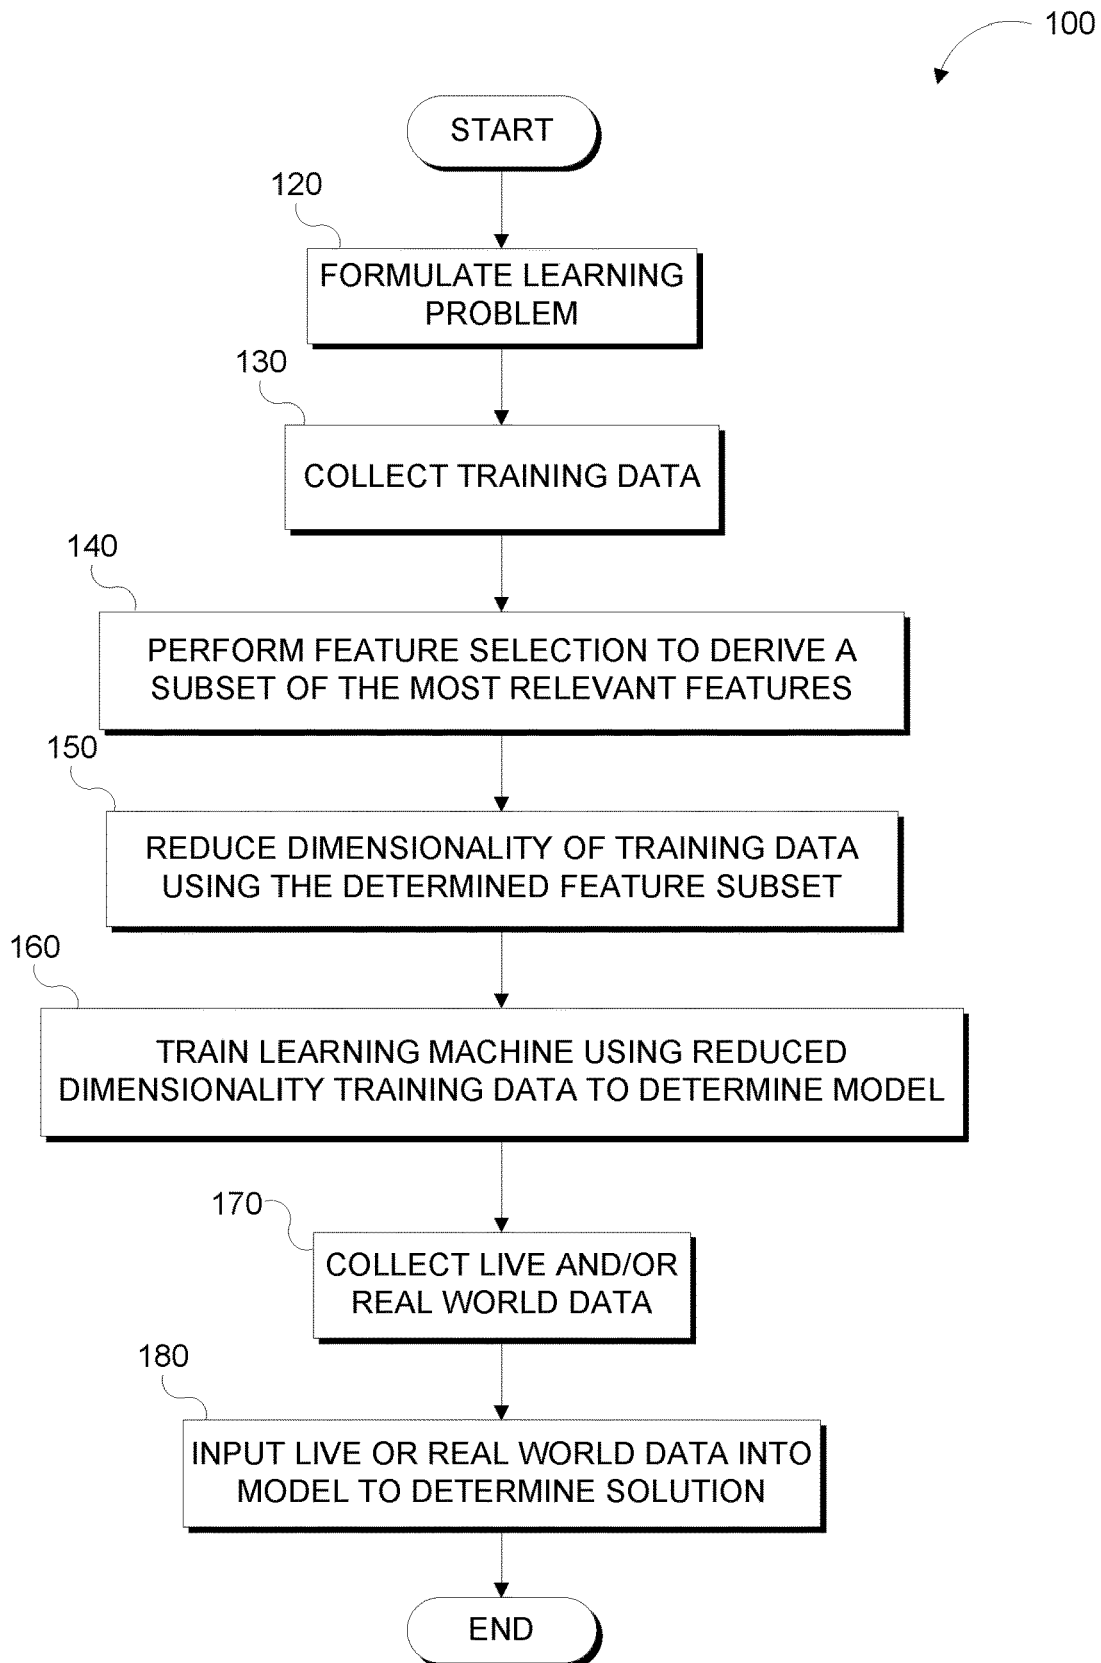 100
START
120
FORMULATE LEARNING
PROBLEM
130
COLLECT TRAINING DATA
140
PERFORM FEATURE SELECTION TO DERIVE A
SUBSET OF THE MOST RELEVANT FEATURES
150
REDUCE DIMENSIONALITY OF TRAINING DATA
USING THE DETERMINED FEATURE SUBSET
160
TRAIN LEARNING MACHINE USING REDUCED
DIMENSIONALITY TRAINING DATA TO DETERMINE MODEL
170
COLLECT LIVE AND/OR
REAL WORLD DATA
180
INPUT LIVE OR REAL WORLD DATA INTO
MODEL TO DETERMINE SOLUTION
END